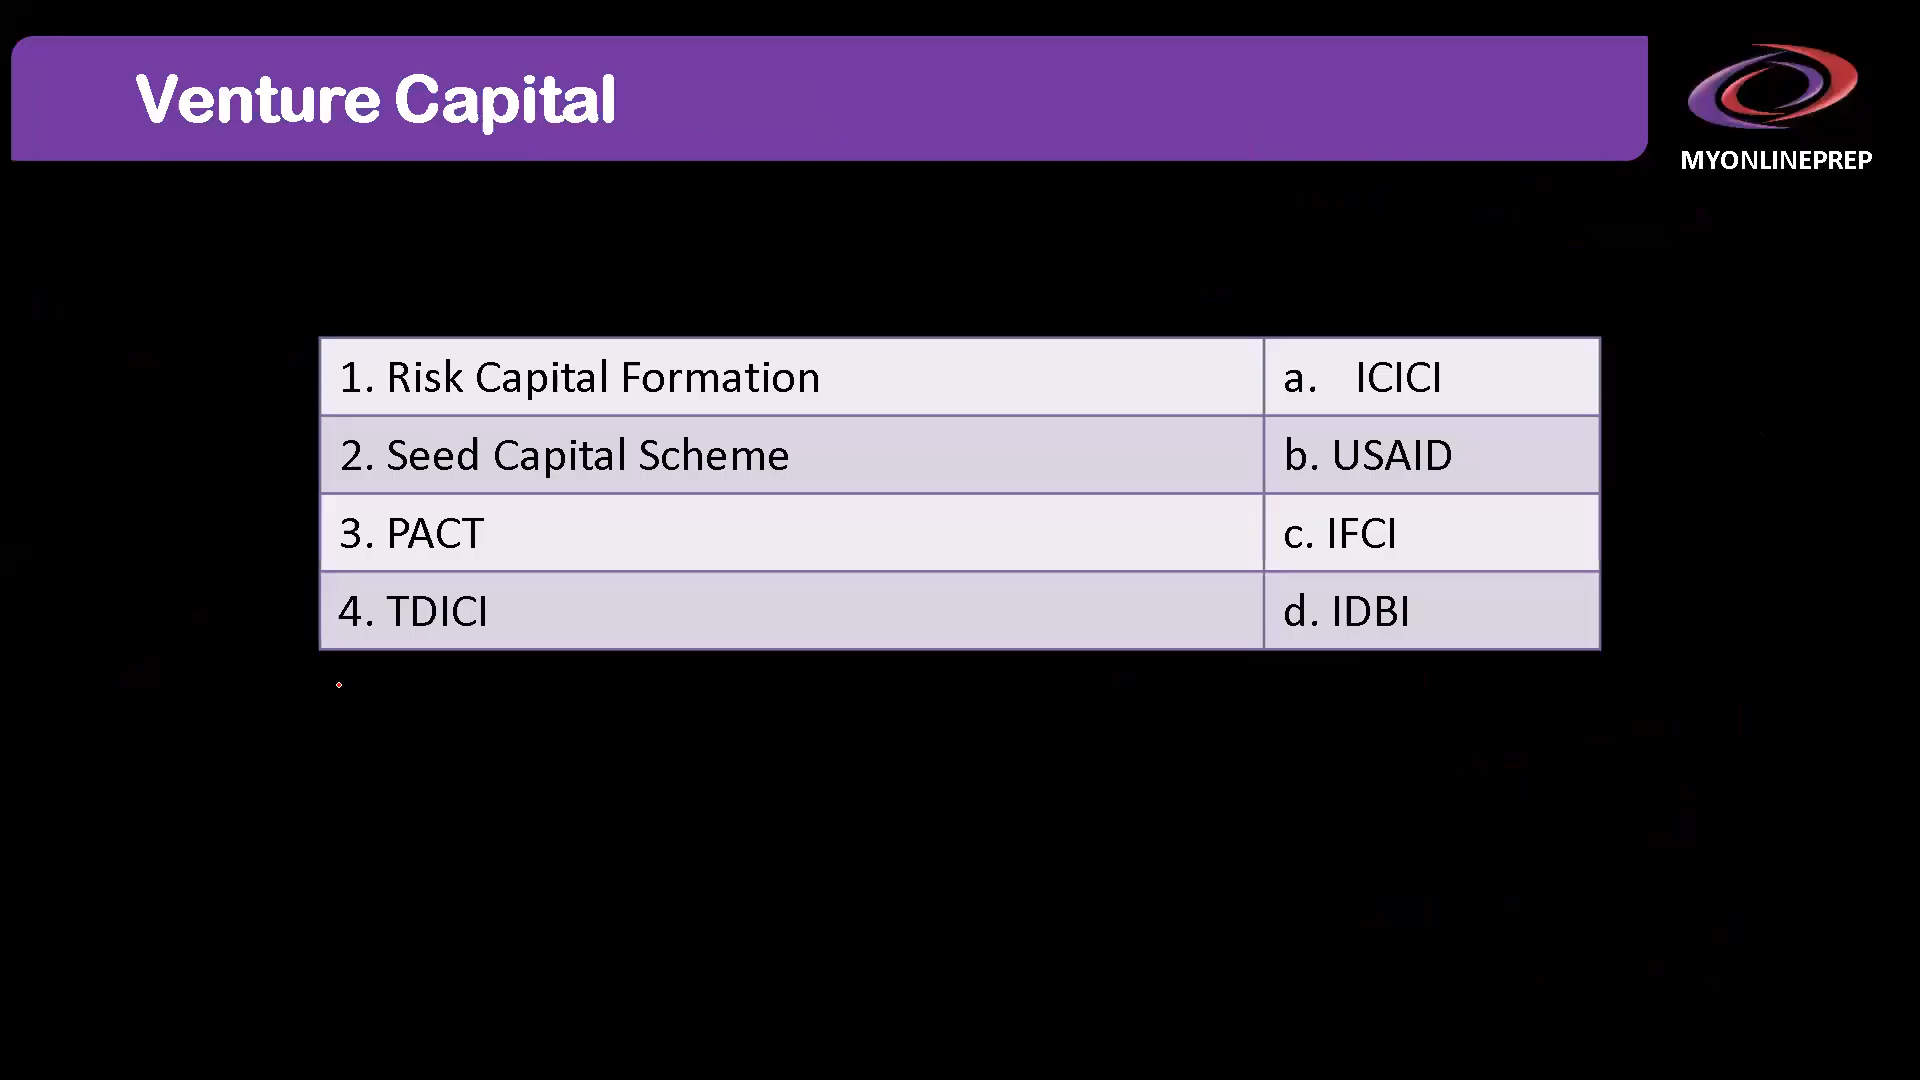 Venture Capital
MYONLINEPREP
1. Risk Capital Formation a. ICICI
2. Seed Capital Scheme b. USAID
3. PACT c. IFCI
4. TDICI d. IDBI